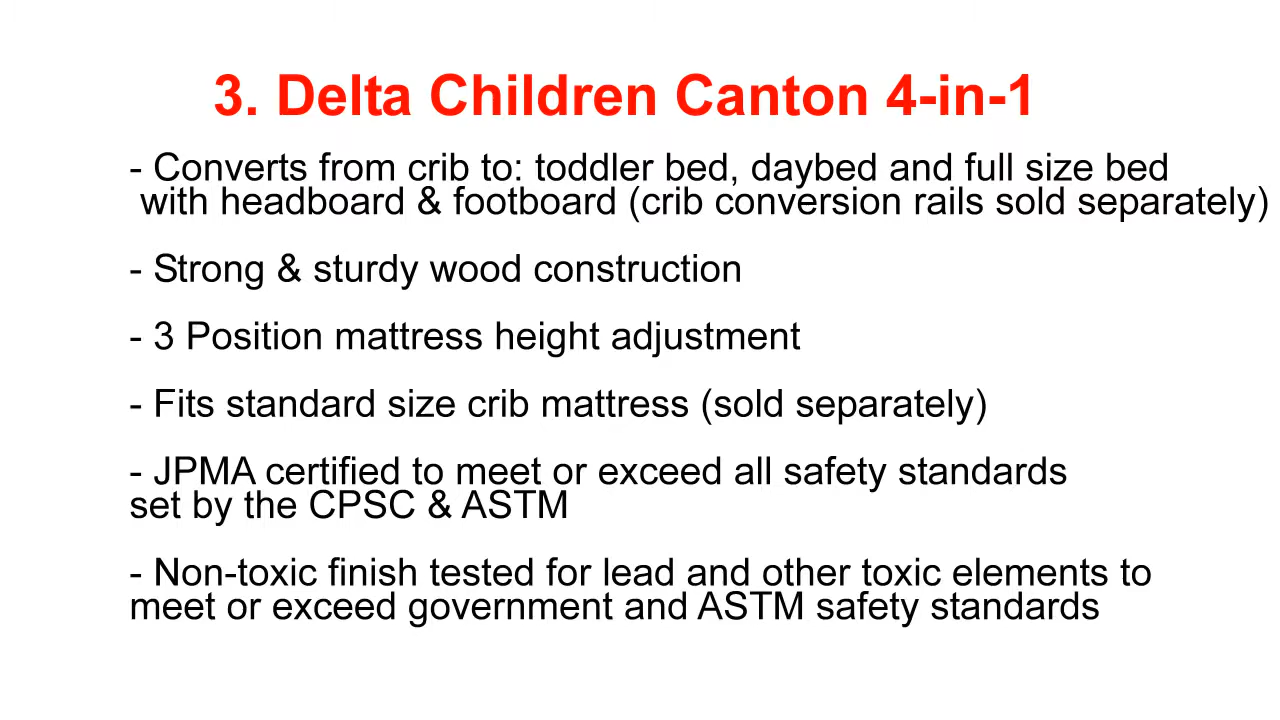 3. Delta Children Canton 4-in-1
- Converts from crib to: toddler bed, daybed and full size bed
with headboard & footboard (crib conversion rails sold separately)
- Strong & sturdy wood construction
- 3 Position mattress height adjustment
- Fits standard size crib mattress (sold separately)
- JPMA certified to meet or exceed all safety standards
set by the CPSC & ASTM
- Non-toxic finish tested for lead and other toxic elements to
meet or exceed government and ASTM safety standards